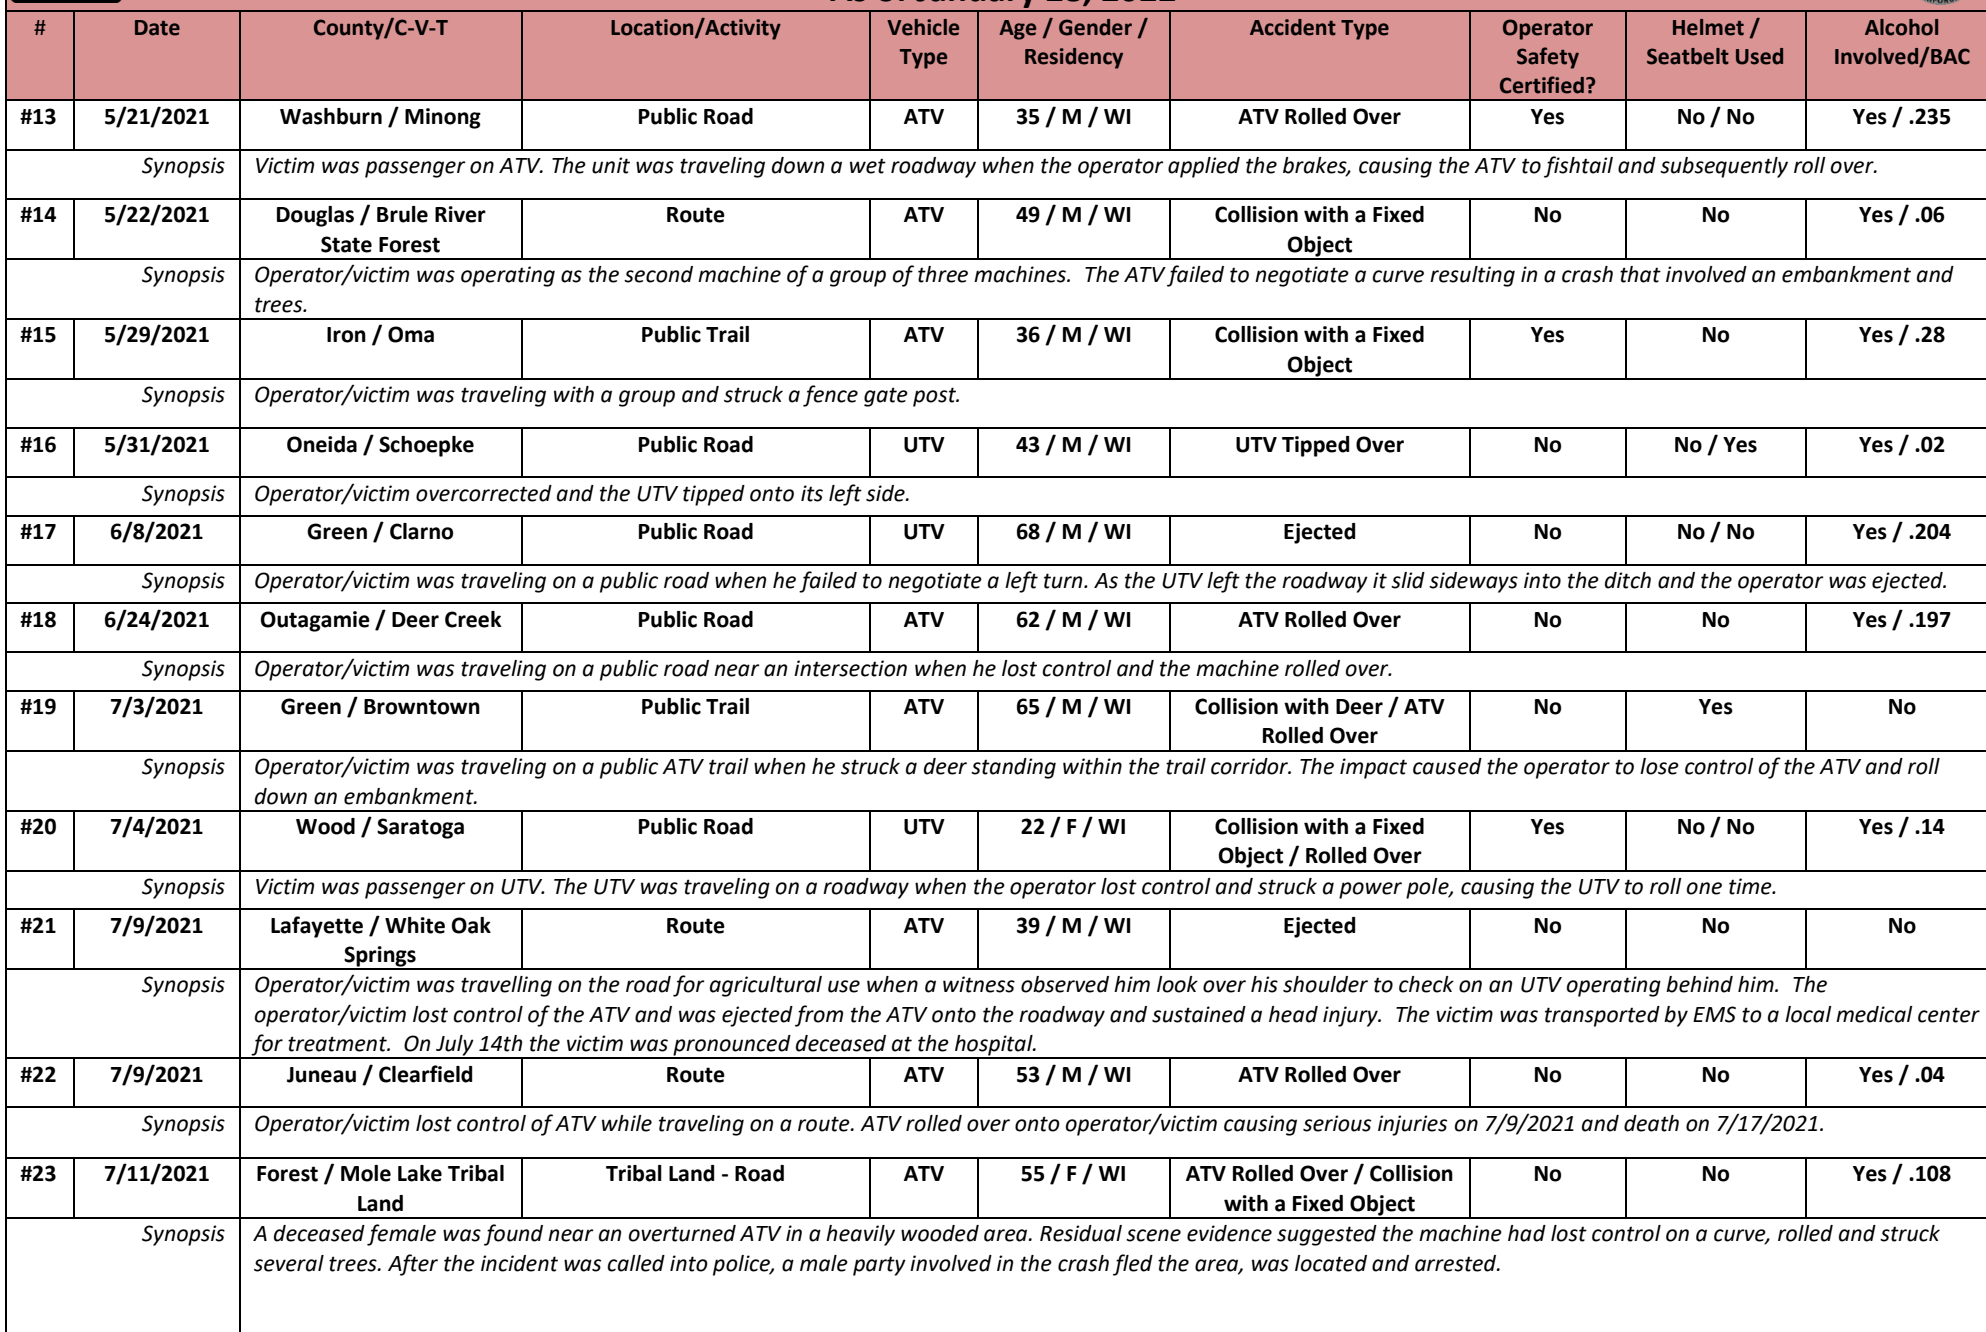 # Date County/C-V-T Location/Activity Vehicle Type Age / Gender / Residency Accident Type Operator Safety Certified? Helmet / Seatbelt Used Alcohol Involved/BAC
#13 5/21/2021 Washburn / Minong Public Road ATV 35 / M / WI ATV Rolled Over Yes No / No Yes / .235
Synopsis Victim was passenger on ATV. The unit was traveling down a wet roadway when the operator applied the brakes, causing the ATV to fishtail and subsequently roll over.
#14 5/22/2021 Douglas / Brule River State Forest Route ATV 49 / M / WI Collision with a Fixed Object No No Yes / .06
Synopsis Operator/victim was operating as the second machine of a group of three machines. The ATV failed to negotiate a curve resulting in a crash that involved an embankment and
trees.
#15 5/29/2021 Iron / Oma Public Trail ATV 36 / M / WI Collision with a Fixed Object Yes No Yes / .28
Synopsis Operator/victim was traveling with a group and struck a fence gate post.
#16 5/31/2021 Oneida / Schoepke Public Road UTV 43 / M / WI UTV Tipped Over No No / Yes Yes / .02
Synopsis Operator/victim overcorrected and the UTV tipped onto its left side.
#17 6/8/2021 Green / Clarno Public Road UTV 68 / M / WI Ejected No No / No Yes / .204
Synopsis Operator/victim was traveling on a public road when he failed to negotiate a left turn. As the UTV left the roadway it slid sideways into the ditch and the operator was ejected.
#18 6/24/2021 Outagamie / Deer Creek Public Road ATV 62 / M / WI ATV Rolled Over No No Yes / .197
Synopsis Operator/victim was traveling on a public road near an intersection when he lost control and the machine rolled over.
#19 7/3/2021 Green / Browntown Public Trail ATV 65 / M / WI Collision with Deer / ATV Rolled Over No Yes No
Synopsis Operator/victim was traveling on a public ATV trail when he struck a deer standing within the trail corridor. The impact caused the operator to lose control of the ATV and roll
down an embankment.
#20 7/4/2021 Wood / Saratoga Public Road UTV 22 / F / WI Collision with a Fixed Object / Rolled Over Yes No / No Yes / .14
Synopsis Victim was passenger on UTV. The UTV was traveling on a roadway when the operator lost control and struck a power pole, causing the UTV to roll one time.
#21 7/9/2021 Lafayette / White Oak Springs Route ATV 39 / M / WI Ejected No No No
Synopsis Operator/victim was travelling on the road for agricultural use when a witness observed him look over his shoulder to check on an UTV operating behind him. The
operator/victim lost control of the ATV and was ejected from the ATV onto the roadway and sustained a head injury. The victim was transported by EMS to a local medical center
for treatment. On July 14th the victim was pronounced deceased at the hospital.
#22 7/9/2021 Juneau / Clearfield Route ATV 53 / M / WI ATV Rolled Over No No Yes / .04
Synopsis Operator/victim lost control of ATV while traveling on a route. ATV rolled over onto operator/victim causing serious injuries on 7/9/2021 and death on 7/17/2021.
#23 7/11/2021 Forest / Mole Lake Tribal Land Tribal Land - Road ATV 55 / F / WI ATV Rolled Over / Collision with a Fixed Object No No Yes / .108
Synopsis A deceased female was found near an overturned ATV in a heavily wooded area. Residual scene evidence suggested the machine had lost control on a curve, rolled and struck
several trees. After the incident was called into police, a male party involved in the crash fled the area, was located and arrested.